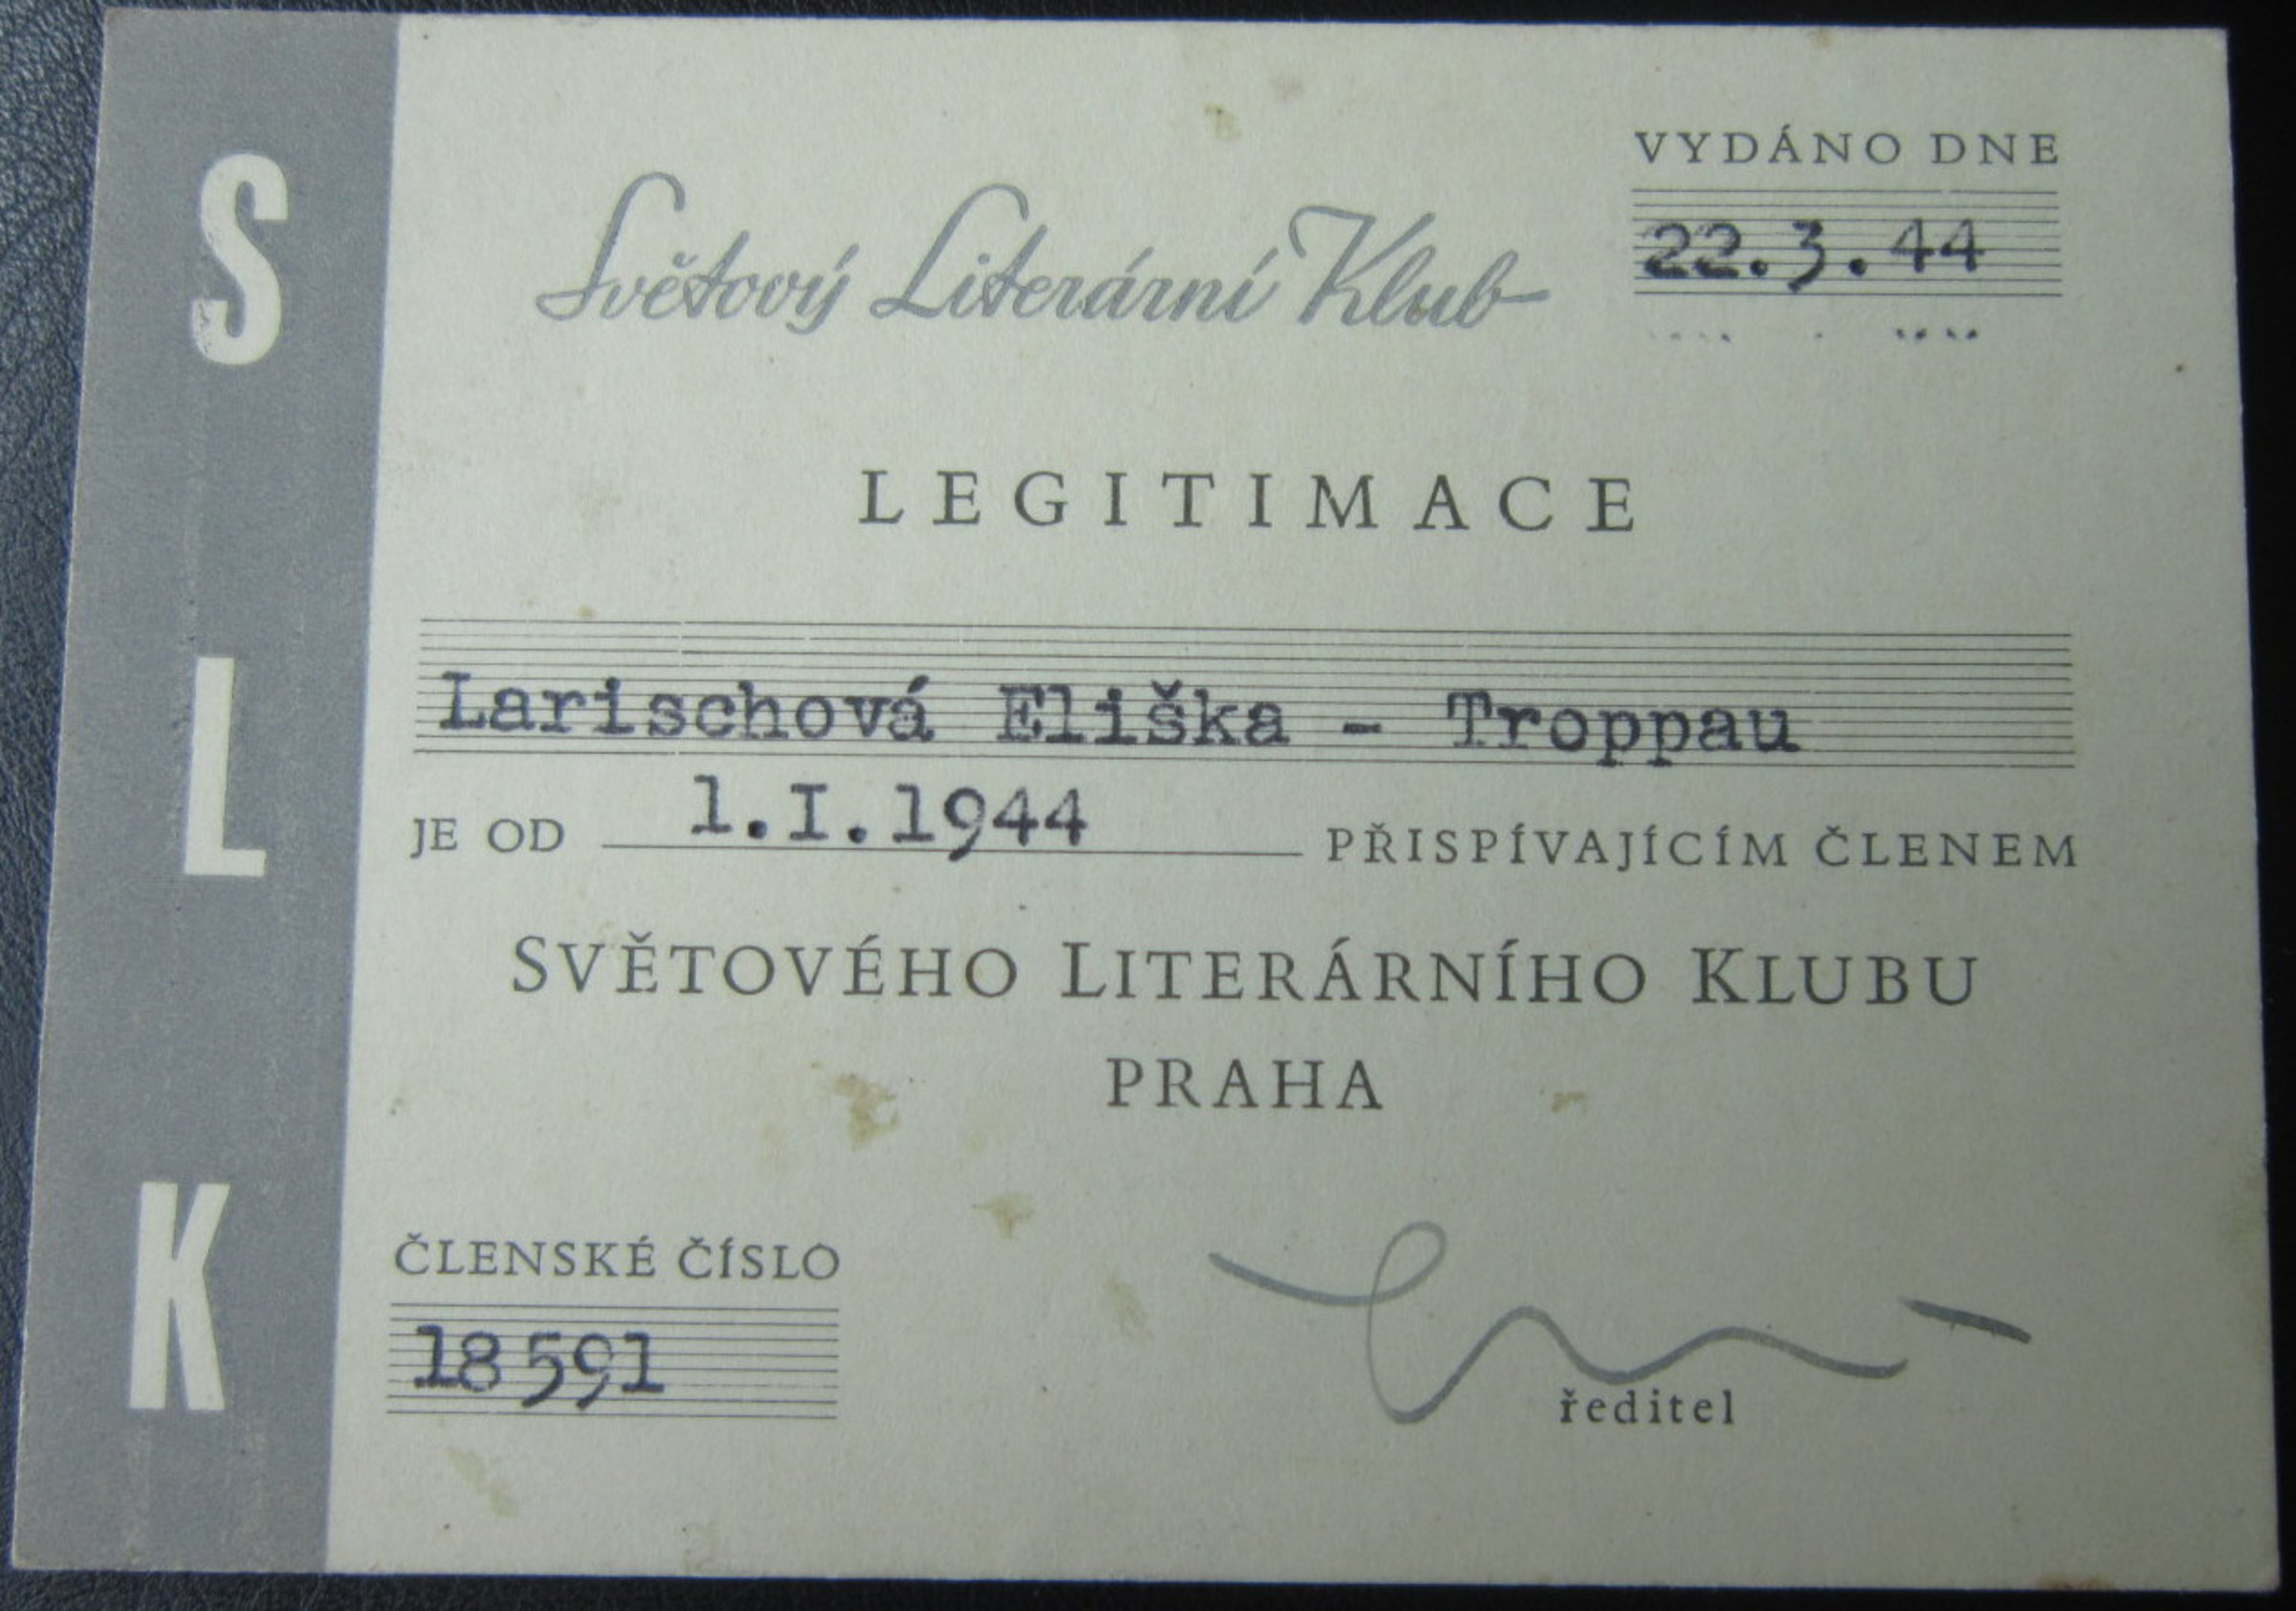 S
L
K
VYDÁNO DNE
22.3.44
Světový Literární Klub
LEGITIMACE
Larischová Eliška - Troppau
JE OD 1.I.1944 PŘISPÍVAJÍCÍM ČLENEM
SVĚTOVÉHO LITERÁRNÍHO KLUBU
PRAHA
ČLENSKÉ ČÍSLO
18591
ředitel